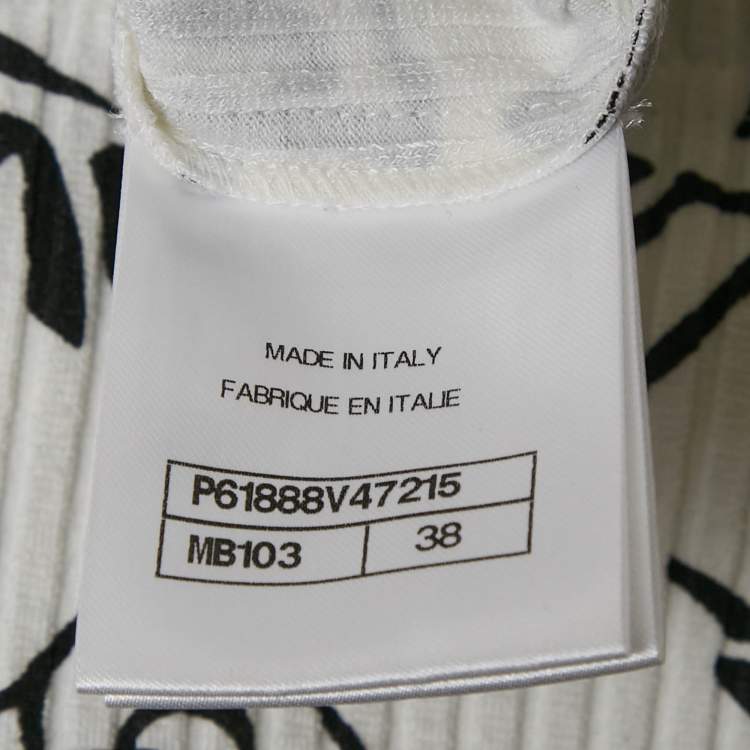 MADE IN ITALY
FABRIQUE EN ITALIE
P61888V47215
MB103 38